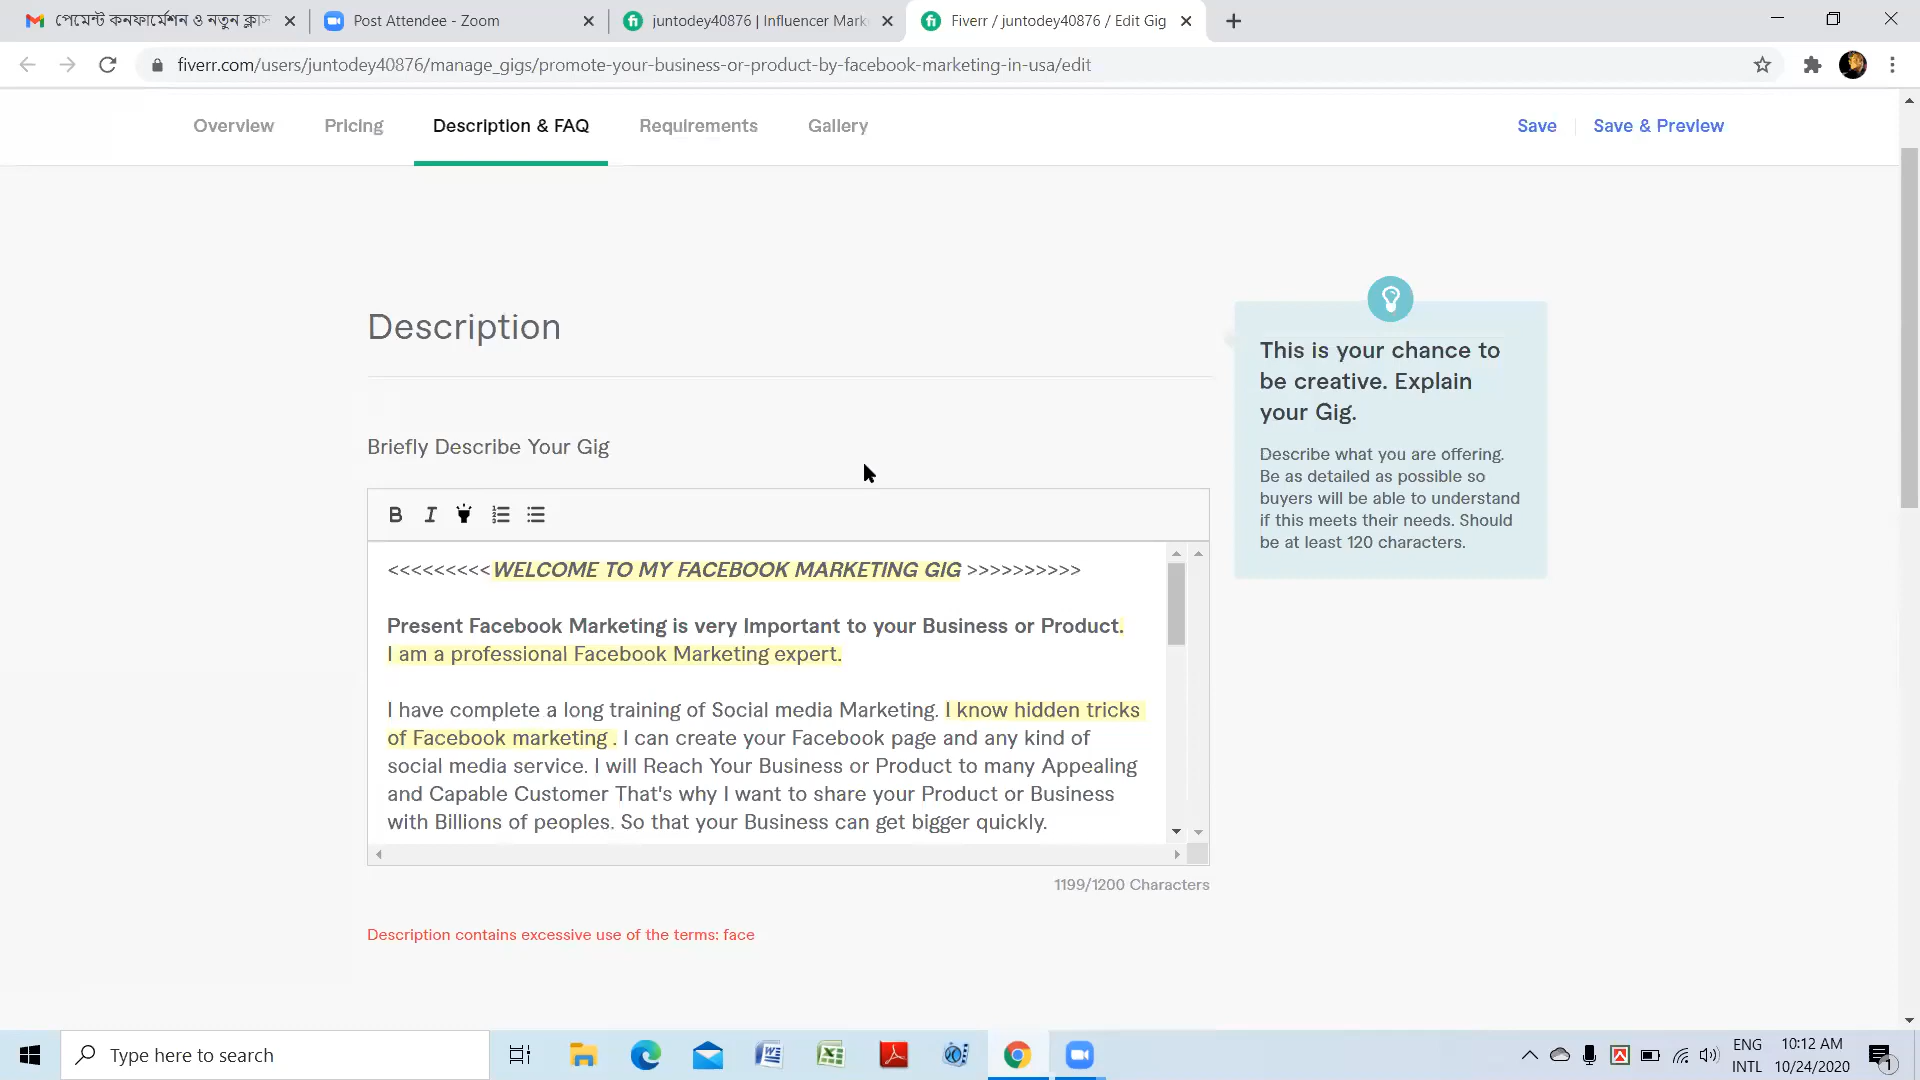 পেমেন্ট কনফার্মেশন ও নতুন ক্লাস
Post Attendee - Zoom
juntodey40876 | Influencer Mark
Fiverr / juntodey40876 / Edit Gig
fiverr.com/users/juntodey40876/manage_gigs/promote-your-business-or-product-by-facebook-marketing-in-usa/edit
Overview
Pricing
Description & FAQ
Requirements
Gallery
Save
Save & Preview
Description
This is your chance to
be creative. Explain
your Gig.
Describe what you are offering.
Be as detailed as possible so
buyers will be able to understand
if this meets their needs. Should
be at least 120 characters.
Briefly Describe Your Gig
B I
<<<<<<<<<WELCOME TO MY FACEBOOK MARKETING GIG >>>>>>>>>>
Present Facebook Marketing is very Important to your Business or Product.
I am a professional Facebook Marketing expert.
I have complete a long training of Social media Marketing. I know hidden tricks
of Facebook marketing . I can create your Facebook page and any kind of
social media service. I will Reach Your Business or Product to many Appealing
and Capable Customer That's why I want to share your Product or Business
with Billions of peoples. So that your Business can get bigger quickly.
1199/1200 Characters
Description contains excessive use of the terms: face
Type here to search
ENG
INTL
10:12 AM
10/24/2020
1